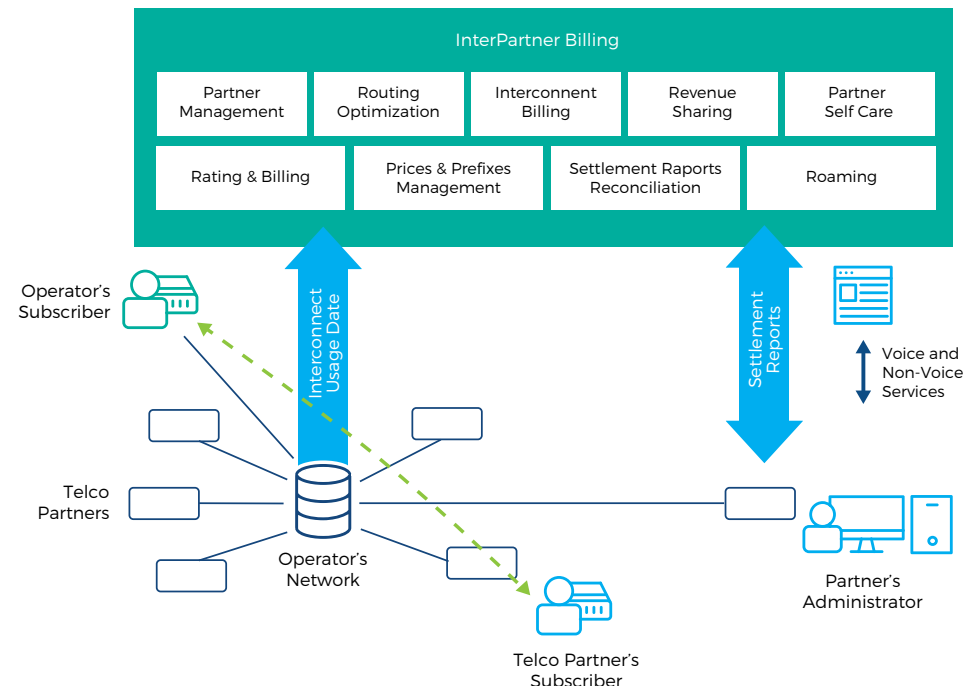 InterPartner Billing
Partner
Management
Routing
Optimization
Interconnent
Billing
Revenue
Sharing
Partner
Self Care
Rating & Billing
Prices & Prefixes
Management
Settlement Raports
Reconciliation
Roaming
Operator's
Subscriber
Interconnect
Usage Date
Settlement
Reports
Voice and
Non-Voice
Services
Telco
Partners
Operator's
Network
Partner's
Administrator
Telco Partner's
Subscriber